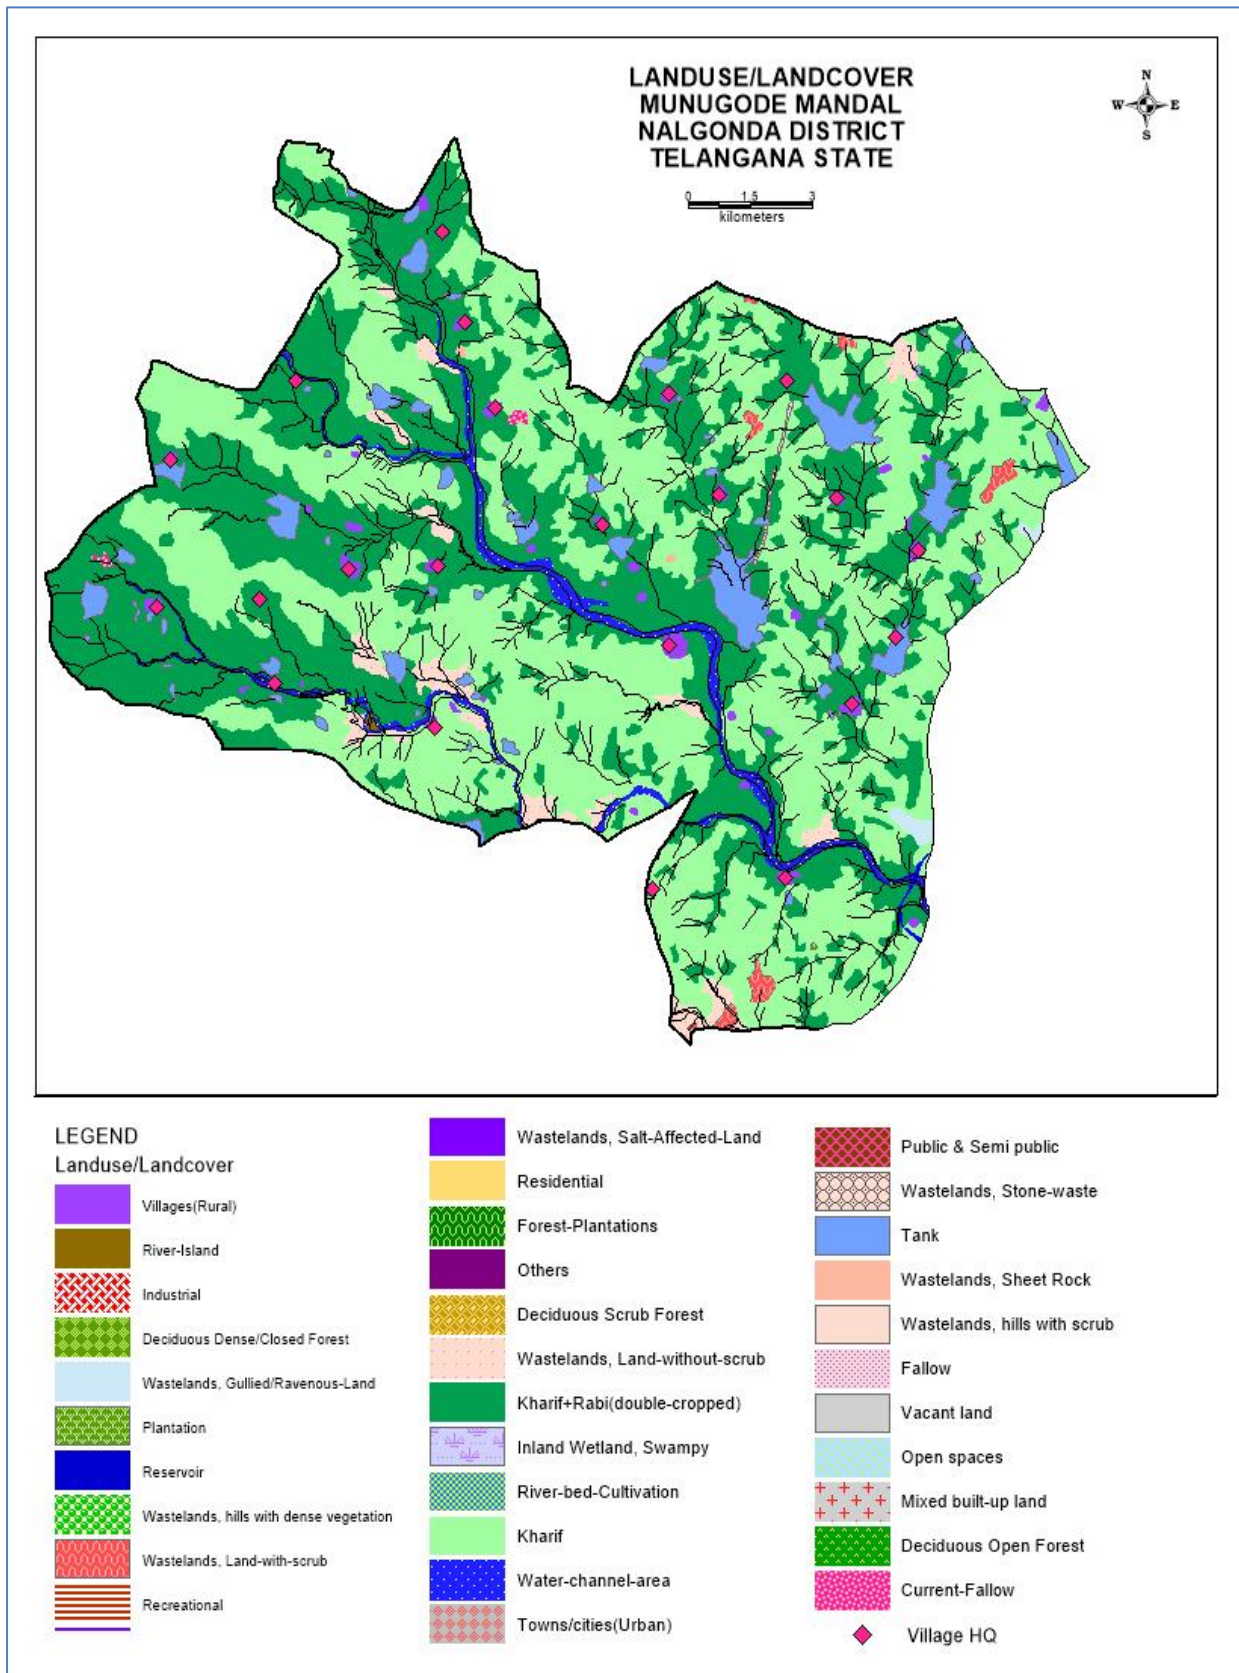 LANDUSE/LANDCOVER
MUNUGODE MANDAL
NALGONDA DISTRICT
TELANGANA STATE
N
W E
S
0 1.5 3
kilometers
LEGEND
Landuse/Landcover
Villages(Rural)
River-Island
Industrial
Deciduous Dense/Closed Forest
Wastelands, Gullied/Ravenous-Land
Plantation
Reservoir
Wastelands, hills with dense vegetation
Wastelands, Land-with-scrub
Recreational
Wastelands, Salt-Affected-Land
Residential
Forest-Plantations
Others
Deciduous Scrub Forest
Wastelands, Land-without-scrub
Kharif+Rabi(double-cropped)
Inland Wetland, Swampy
River-bed-Cultivation
Kharif
Water-channel-area
Towns/cities(Urban)
Public & Semi public
Wastelands, Stone-waste
Tank
Wastelands, Sheet Rock
Wastelands, hills with scrub
Fallow
Vacant land
Open spaces
Mixed built-up land
Deciduous Open Forest
Current-Fallow
Village HQ